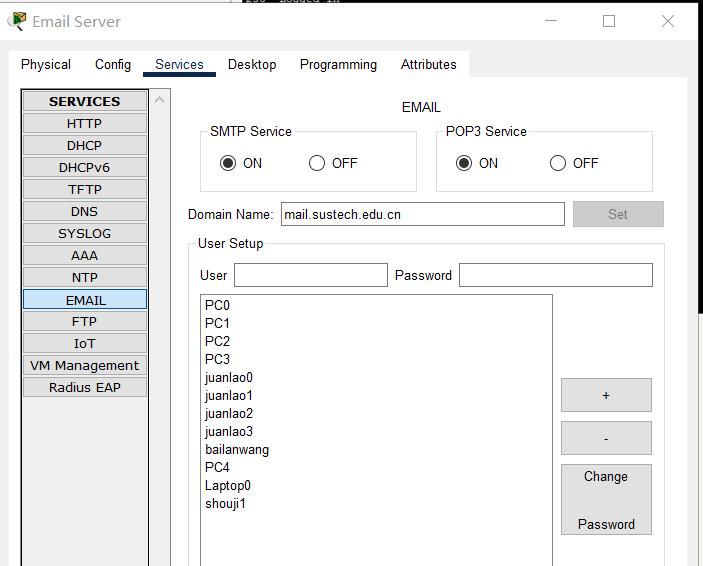 Email Server
Physical Config Services Desktop Programming Attributes
SERVICES
HTTP
DHCP
DHCPv6
TFTP
DNS
SYSLOG
AAA
NTP
EMAIL
FTP
IoT
VM Management
Radius EAP
EMAIL
SMTP Service
ON OFF
POP3 Service
ON OFF
Domain Name: mail.sustech.edu.cn Set
User Setup
User Password
PC0
PC1
PC2
PC3
juanlao0
juanlao1
juanlao2
juanlao3
bailanwang
PC4
Laptop0
shouji1
+
-
Change
Password